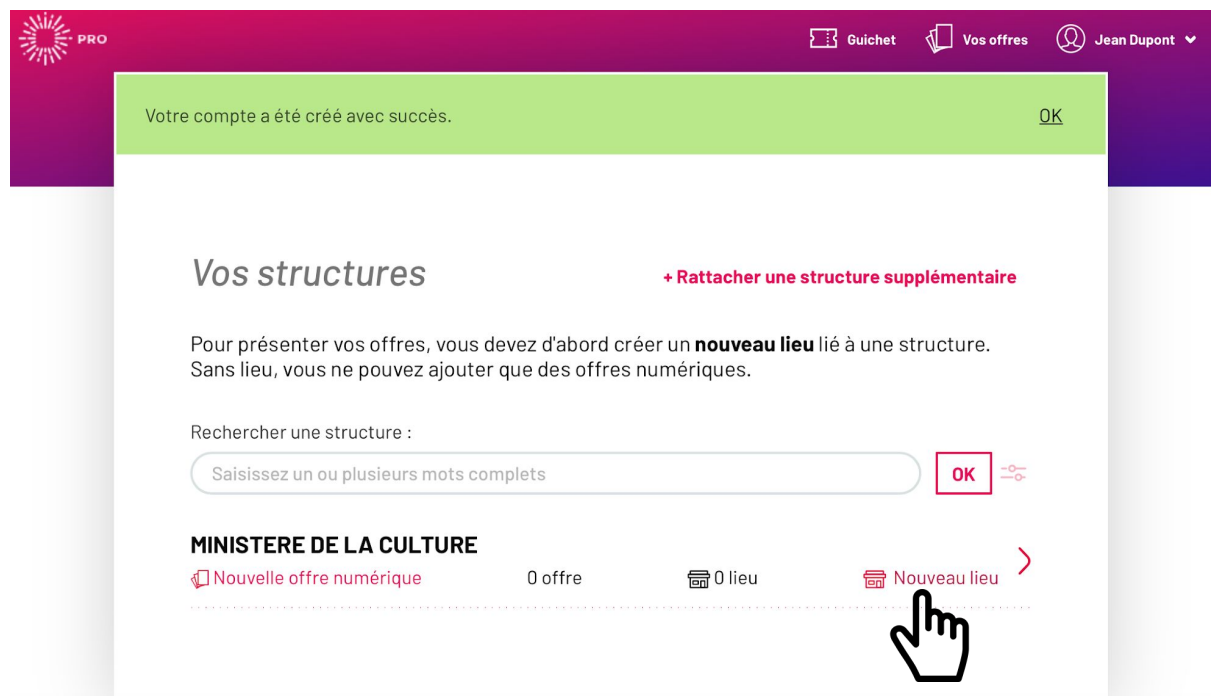 PRO
Guichet
Vos offres
Jean Dupont
Votre compte a été créé avec succès.
OK
Vos structures
+ Rattacher une structure supplémentaire
Pour présenter vos offres, vous devez d'abord créer un nouveau lieu lié à une structure.
Sans lieu, vous ne pouvez ajouter que des offres numériques.
Rechercher une structure :
Saisissez un ou plusieurs mots complets
OK
MINISTERE DE LA CULTURE
Nouvelle offre numérique
0 offre
0 lieu
Nouveau lieu